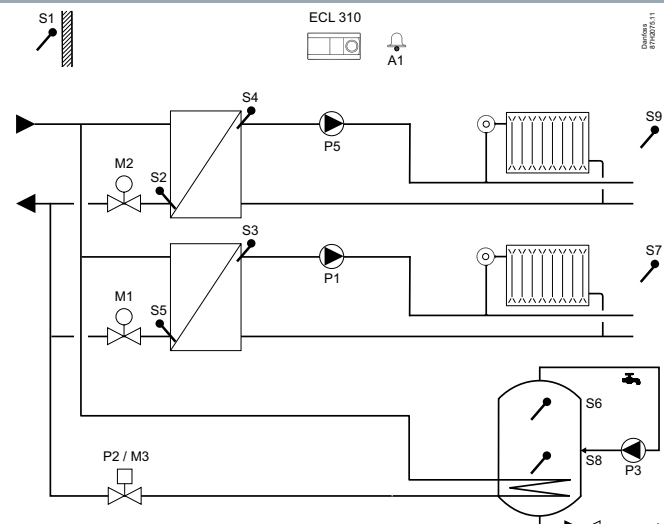 S1
ECL 310
A1
Danfoss
87H2075.11
S4
S9
P5
M2
S2
S3
S7
P1
M1
S5
S6
P2 / M3
S8
P3